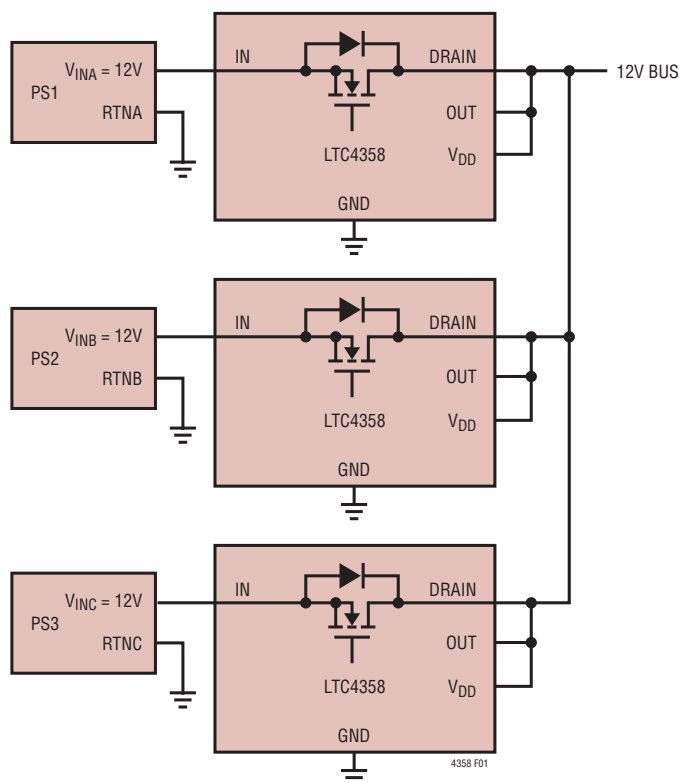 IN
DRAIN
V_INA = 12V
PS1
RTNA
OUT
LTC4358
V_DD
GND
12V BUS
IN
DRAIN
V_INB = 12V
PS2
RTNB
OUT
LTC4358
V_DD
GND
IN
DRAIN
V_INC = 12V
PS3
RTNC
OUT
LTC4358
V_DD
GND
4358 F01